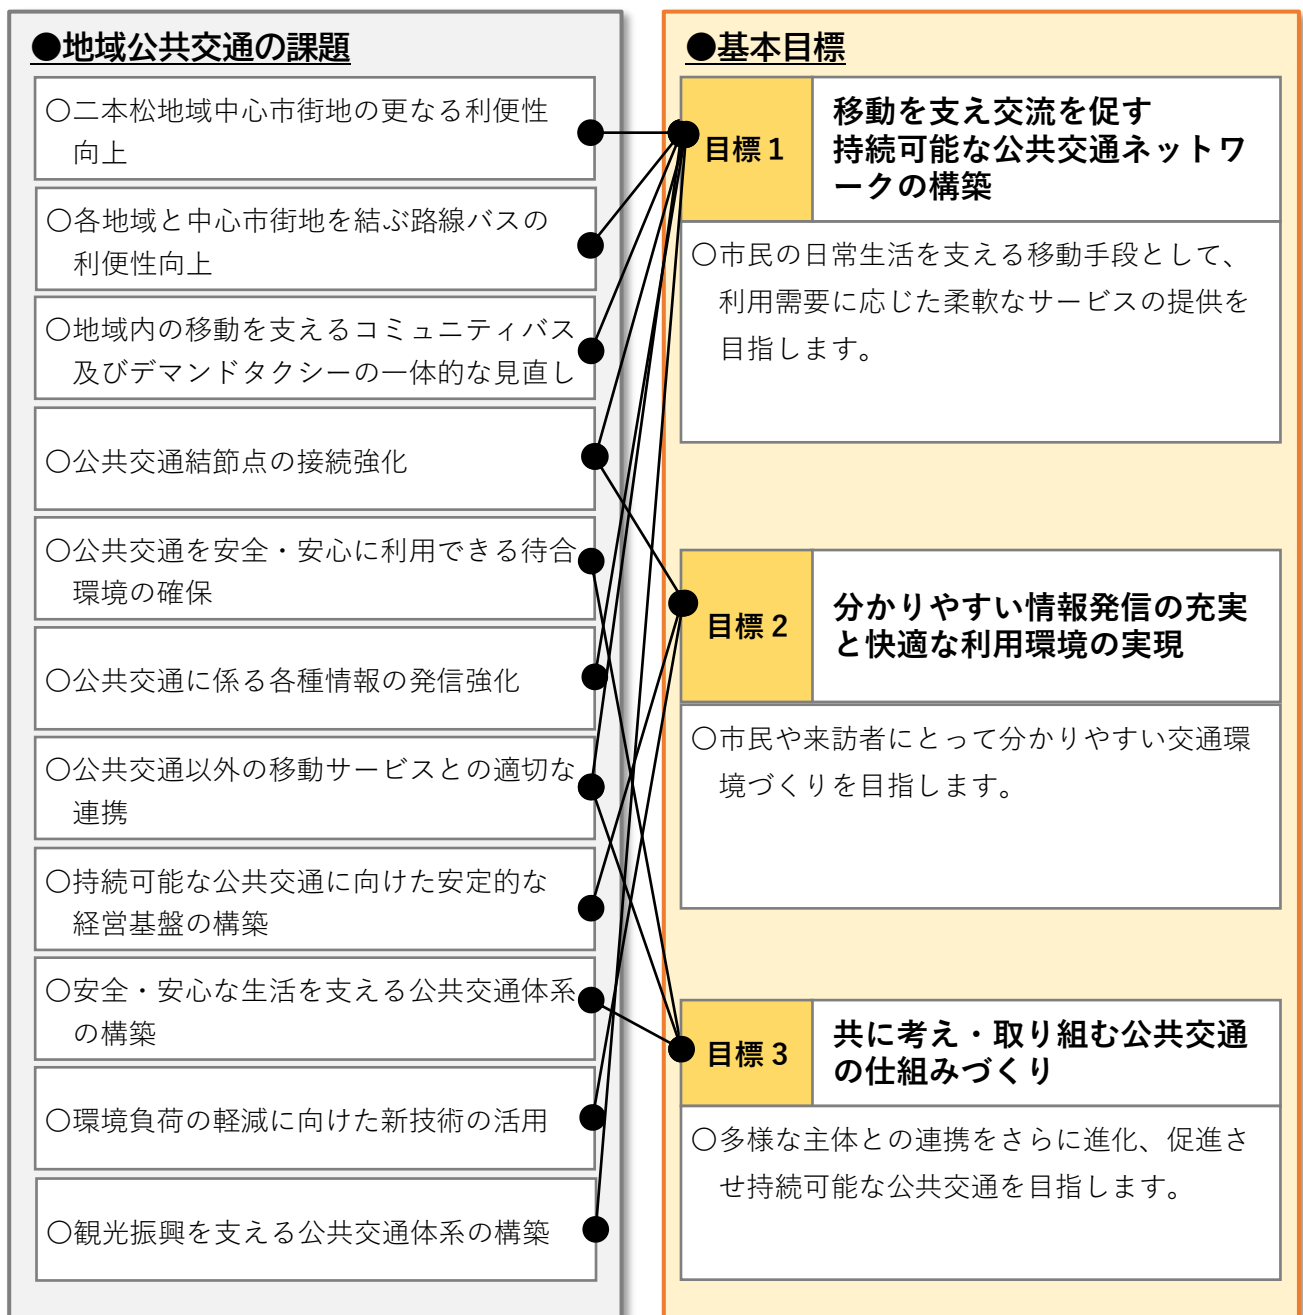 ●地域公共交通の課題
○二本松地域中心市街地の更なる利便性
向上
○各地域と中心市街地を結ぶ路線バスの
利便性向上
○地域内の移動を支えるコミュニティバス
及びデマンドタクシーの一体的な見直し
○公共交通結節点の接続強化
○公共交通を安全・安心に利用できる待合
環境の確保
○公共交通に係る各種情報の発信強化
○公共交通以外の移動サービスとの適切な
連携
○持続可能な公共交通に向けた安定的な
経営基盤の構築
○安全・安心な生活を支える公共交通体系
の構築
○環境負荷の軽減に向けた新技術の活用
○観光振興を支える公共交通体系の構築
●基本目標
目標1
移動を支え交流を促す
持続可能な公共交通ネットワ
ークの構築
○市民の日常生活を支える移動手段として、
利用需要に応じた柔軟なサービスの提供を
目指します。
目標2
分かりやすい情報発信の充実
と快適な利用環境の実現
○市民や来訪者にとって分かりやすい交通環
境づくりを目指します。
目標3
共に考え・取り組む公共交通
の仕組みづくり
○多様な主体との連携をさらに進化、促進さ
せ持続可能な公共交通を目指します。